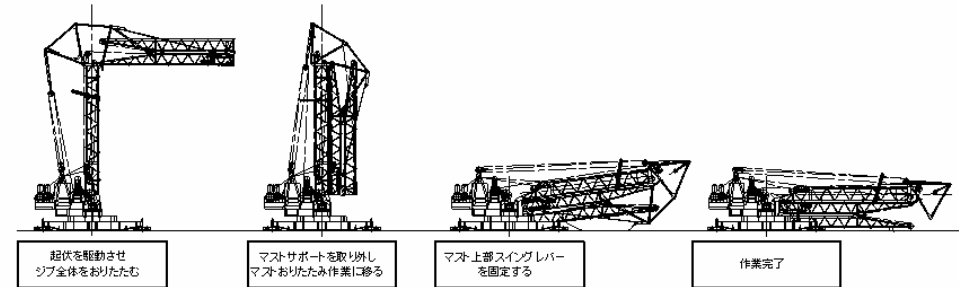 起伏を駆動させ
ジブ全体をおりたたむ
マストサポートを取り外し
マストおりたたみ作業に移る
マスト上部スイングレバー
を固定する
作業完了